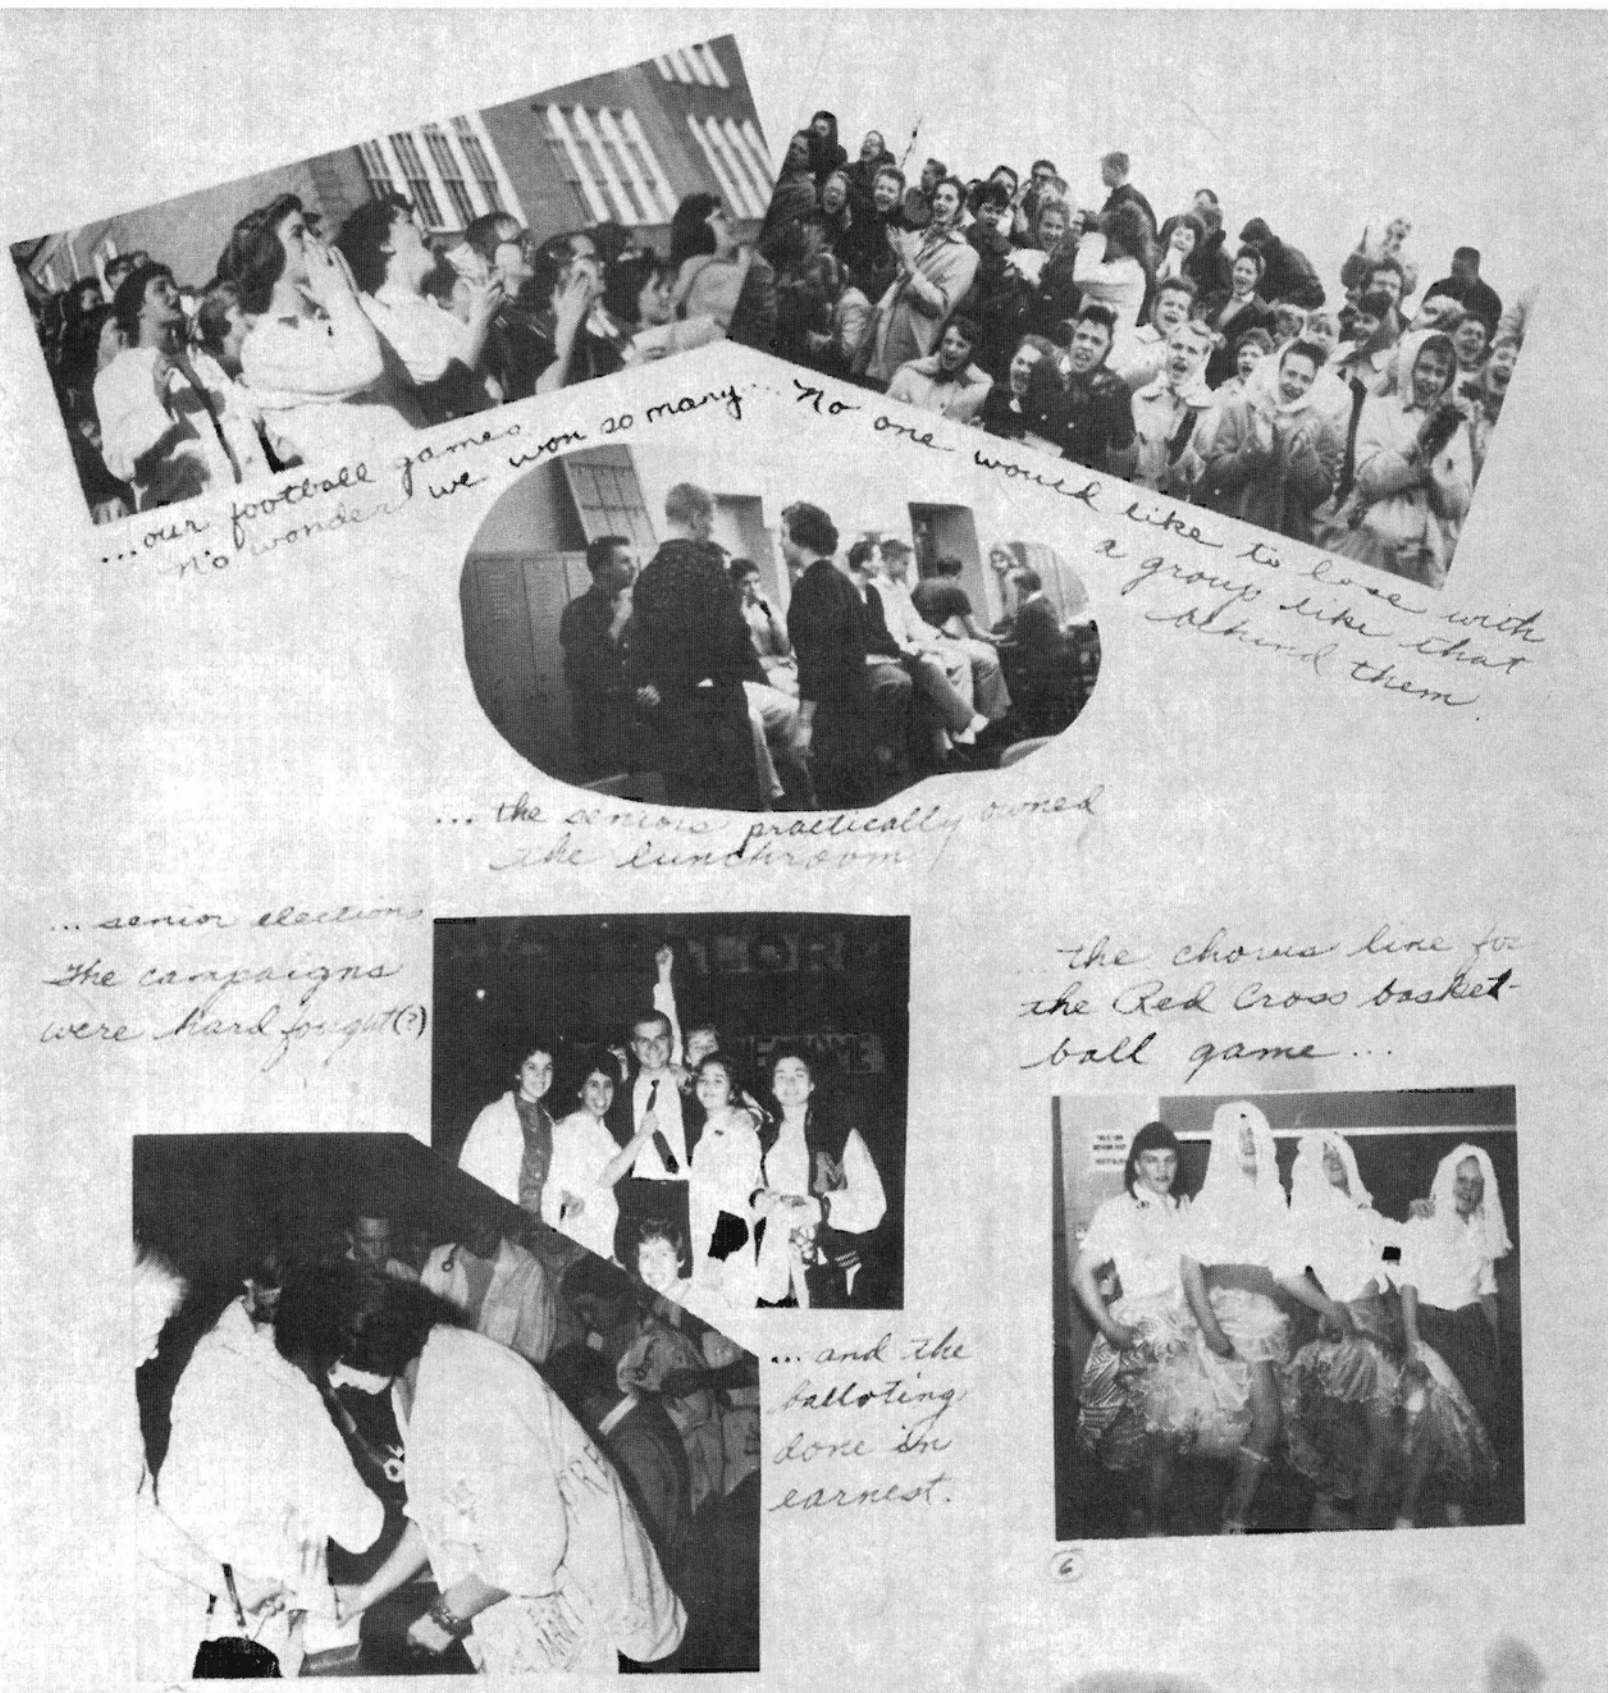 ...our football games
No wonder we won so many... No one would like to lose with
a group like that
behind them.
... the seniors practically owned
the lunchroom
... senior elections
The campaigns
were hard fought(?)
M
... the chorus line for
the Red Cross basket-
ball game...
... and the
balloting
done in
earnest.
6